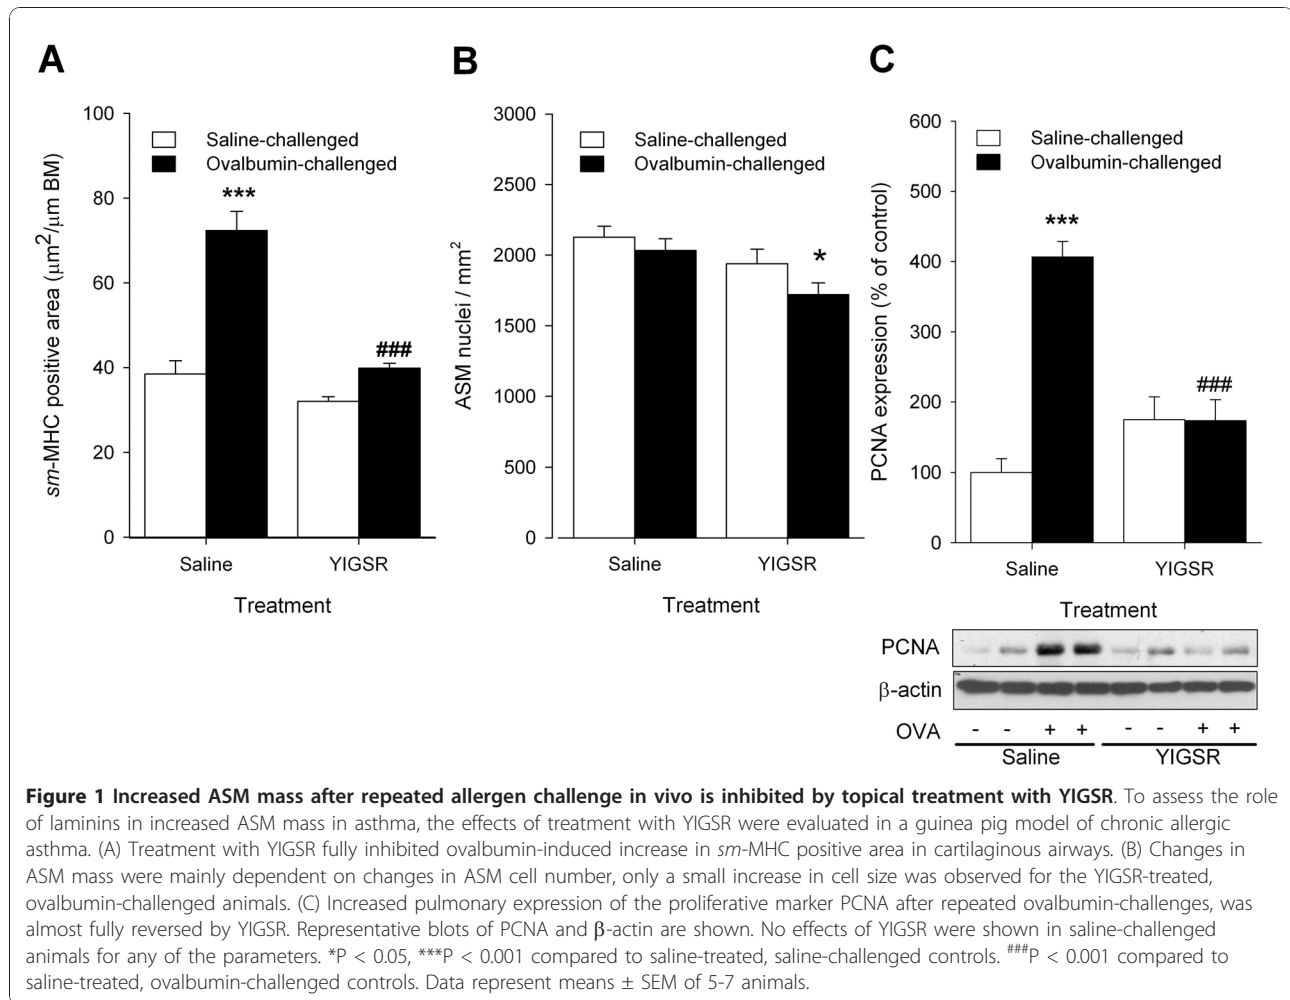 A
B
C
100
80
60
40
20
0
sm-MHC positive area (μm²/μm BM)
Saline-challenged
Ovalbumin-challenged
***
###
Saline
YIGSR
Treatment
3000
2500
2000
1500
1000
500
0
ASM nuclei / mm²
Saline-challenged
Ovalbumin-challenged
*
Saline
YIGSR
Treatment
600
500
400
300
200
100
0
PCNA expression (% of control)
Saline-challenged
Ovalbumin-challenged
***
###
Saline
YIGSR
Treatment
PCNA
β-actin
OVA - - + + - - + +
Saline YIGSR
Figure 1 Increased ASM mass after repeated allergen challenge in vivo is inhibited by topical treatment with YIGSR. To assess the role
of laminins in increased ASM mass in asthma, the effects of treatment with YIGSR were evaluated in a guinea pig model of chronic allergic
asthma. (A) Treatment with YIGSR fully inhibited ovalbumin-induced increase in sm-MHC positive area in cartilaginous airways. (B) Changes in
ASM mass were mainly dependent on changes in ASM cell number, only a small increase in cell size was observed for the YIGSR-treated,
ovalbumin-challenged animals. (C) Increased pulmonary expression of the proliferative marker PCNA after repeated ovalbumin-challenges, was
almost fully reversed by YIGSR. Representative blots of PCNA and β-actin are shown. No effects of YIGSR were shown in saline-challenged
animals for any of the parameters. *P < 0.05, ***P < 0.001 compared to saline-treated, saline-challenged controls. ###P < 0.001 compared to
saline-treated, ovalbumin-challenged controls. Data represent means ± SEM of 5-7 animals.